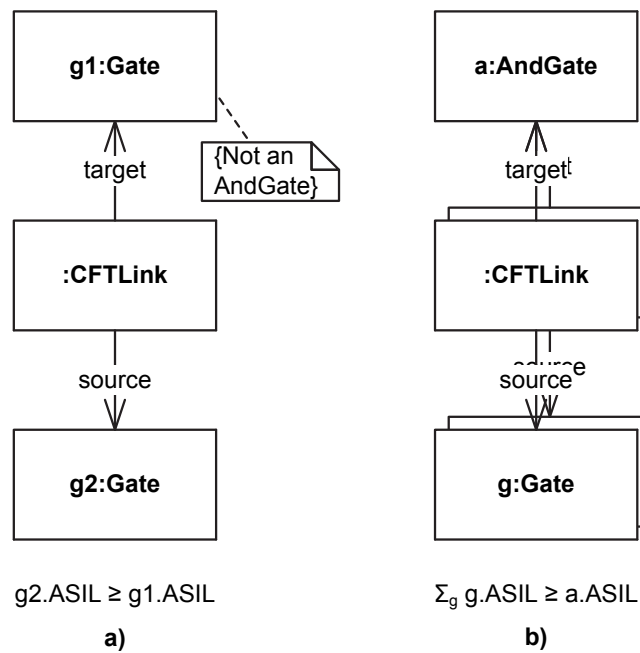 g1:Gate
{Not an
AndGate}
target
:CFTLink
source
g2:Gate
g2.ASIL ≥ g1.ASIL
a)
a:AndGate
target
:CFTLink
source
source
g:Gate
Σg g.ASIL ≥ a.ASIL
b)